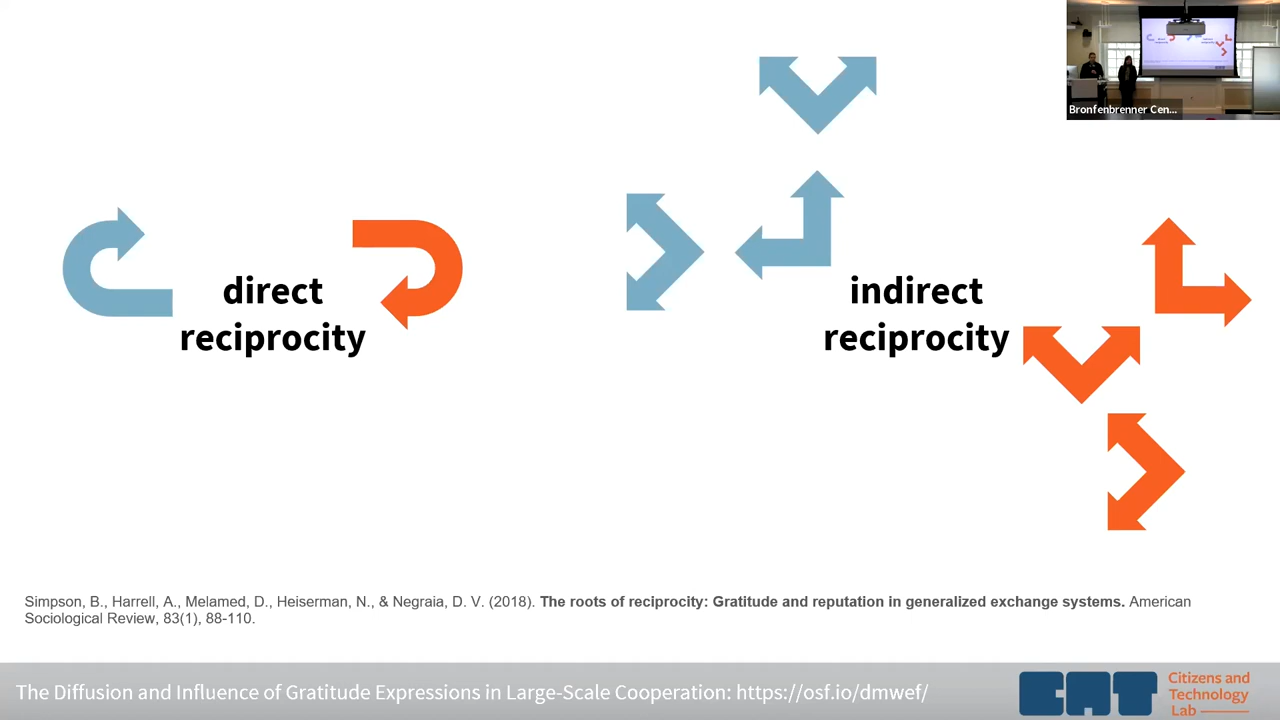 Bronfenbrenner Cen...
direct
reciprocity
indirect
reciprocity
Simpson, B., Harrell, A., Melamed, D., Heiserman, N., & Negraia, D. V. (2018). The roots of reciprocity: Gratitude and reputation in generalized exchange systems. American
Sociological Review, 83(1), 88-110.
The Diffusion and Influence of Gratitude Expressions in Large-Scale Cooperation: https://osf.io/dmwef/
CAT
Citizens and
Technology
Lab